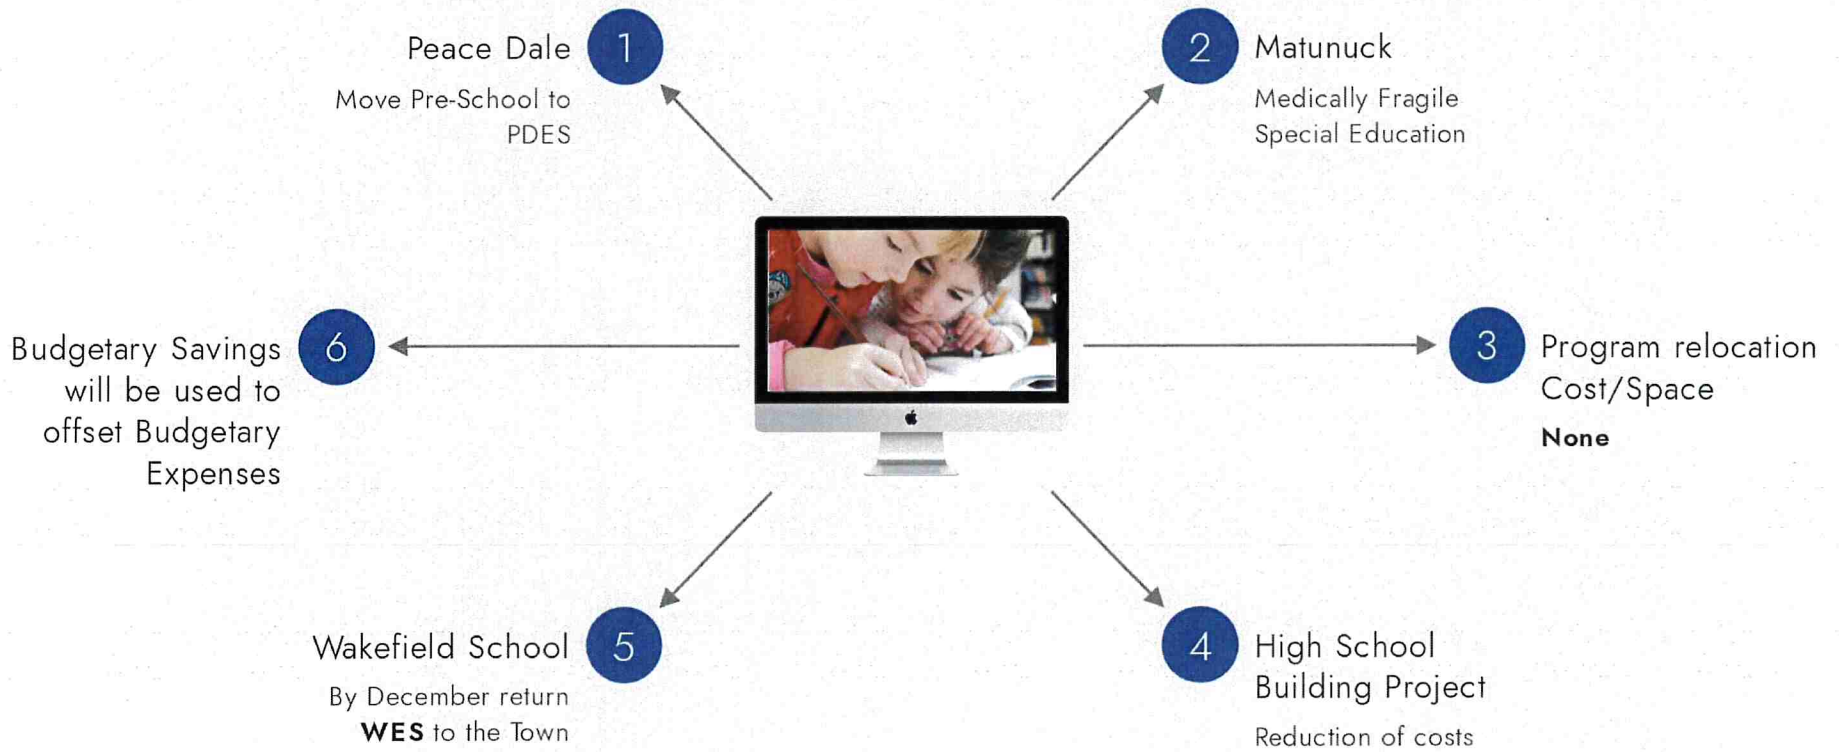 Peace Dale
1
Move Pre-School to
PDES
2
Matunuck
Medically Fragile
Special Education
3
Program relocation
Cost/Space
None
4
High School
Building Project
Reduction of costs
Wakefield School
5
By December return
WES to the Town
Budgetary Savings
6
will be used to
offset Budgetary
Expenses